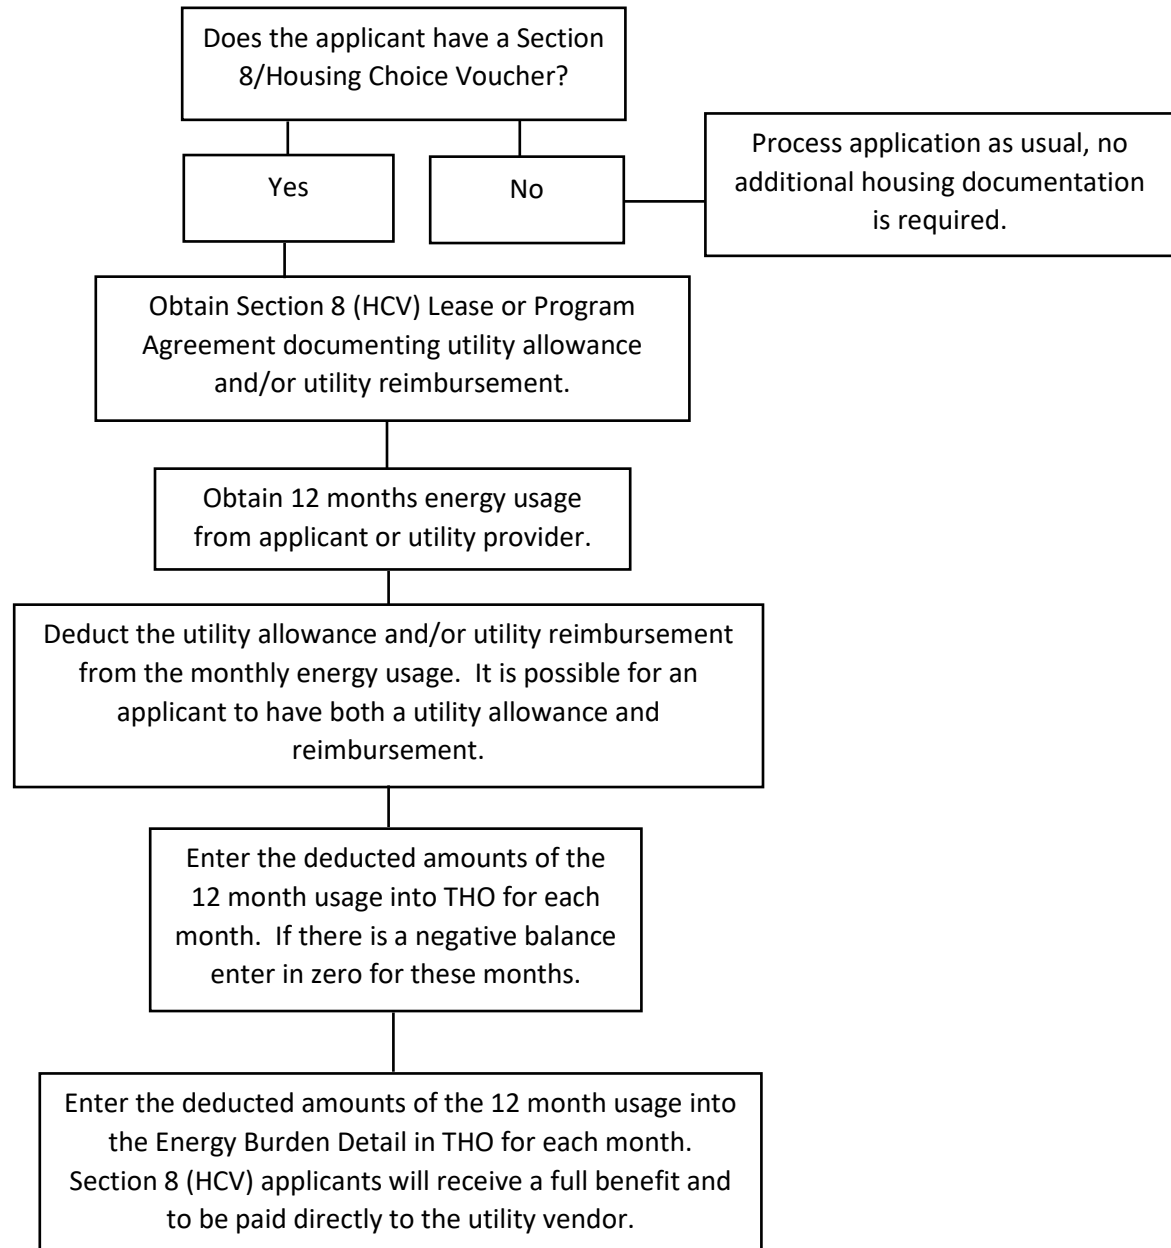 Does the applicant have a Section
8/Housing Choice Voucher?
Yes
No
Process application as usual, no
additional housing documentation
is required.
Obtain Section 8 (HCV) Lease or Program
Agreement documenting utility allowance
and/or utility reimbursement.
Obtain 12 months energy usage
from applicant or utility provider.
Deduct the utility allowance and/or utility reimbursement
from the monthly energy usage.  It is possible for an
applicant to have both a utility allowance and
reimbursement.
Enter the deducted amounts of the
12 month usage into THO for each
month.  If there is a negative balance
enter in zero for these months.
Enter the deducted amounts of the 12 month usage into
the Energy Burden Detail in THO for each month.
Section 8 (HCV) applicants will receive a full benefit and
to be paid directly to the utility vendor.